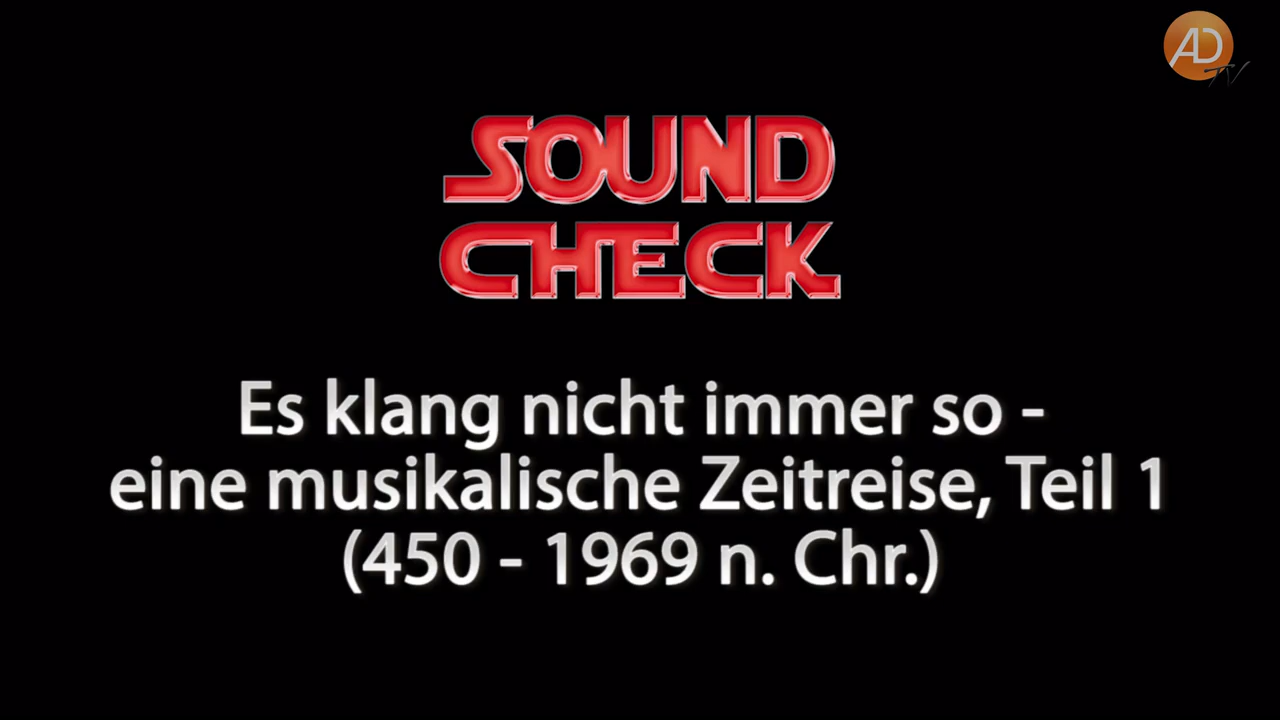 AD
TV
SOUND
CHECK
Es klang nicht immer so -
eine musikalische Zeitreise, Teil 1
(450 - 1969 n. Chr.)